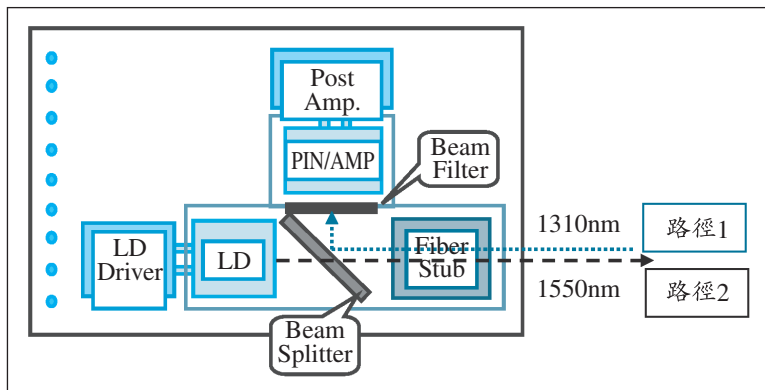 Post
Amp.
PIN/AMP
Beam
Filter
1310nm
路徑1
LD
Driver
LD
Fiber
Stub
1550nm
路徑2
Beam
Splitter